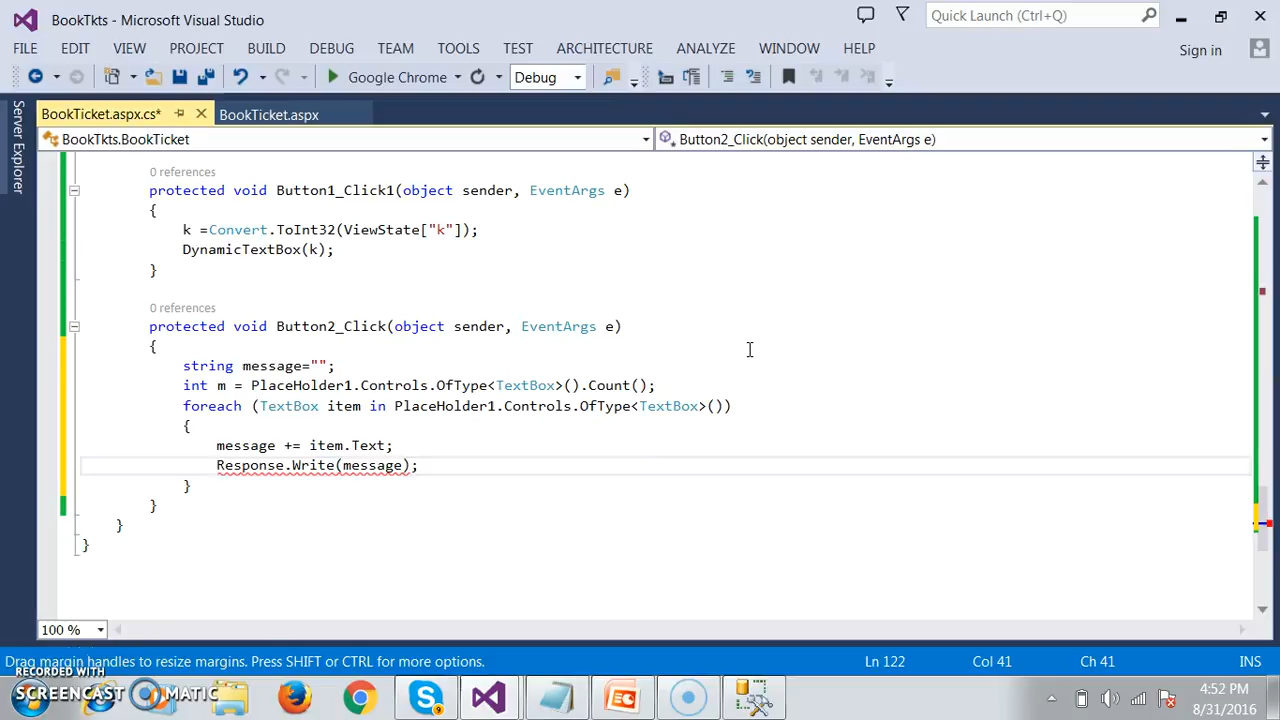 BookTkts - Microsoft Visual Studio
Quick Launch (Ctrl+Q)
FILE EDIT VIEW PROJECT BUILD DEBUG TEAM TOOLS TEST ARCHITECTURE ANALYZE WINDOW HELP
Sign in
Google Chrome
Debug
Server Explorer
BookTicket.aspx.cs*
BookTicket.aspx
BookTkts.BookTicket
Button2_Click(object sender, EventArgs e)
0 references
protected void Button1_Click1(object sender, EventArgs e)
{
k =Convert.ToInt32(ViewState["k"]);
DynamicTextBox(k);
}
0 references
protected void Button2_Click(object sender, EventArgs e)
{
string message="";
int m = PlaceHolder1.Controls.OfType<TextBox>().Count();
foreach (TextBox item in PlaceHolder1.Controls.OfType<TextBox>())
{
message += item.Text;
Response.Write(message);
}
}
}
}
100 %
Drag margin handles to resize margins. Press SHIFT or CTRL for more options.
Ln 122
Col 41
Ch 41
INS
RECORDED WITH
SCREENCAST MATIC
4:52 PM
8/31/2016